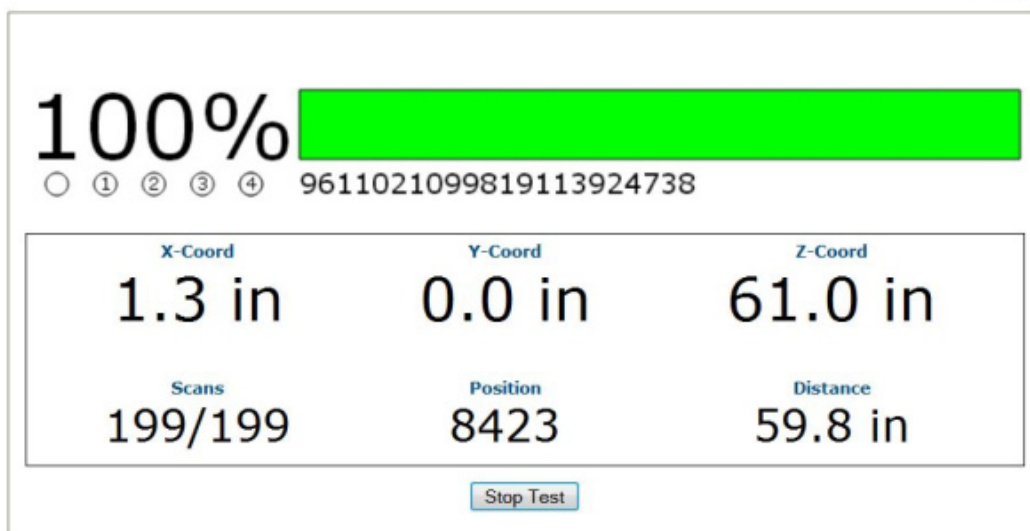 100%
① ② ③ ④ 9611021099819113924738
X-Coord Y-Coord Z-Coord
1.3 in 0.0 in 61.0 in
Scans Position Distance
199/199 8423 59.8 in
Stop Test